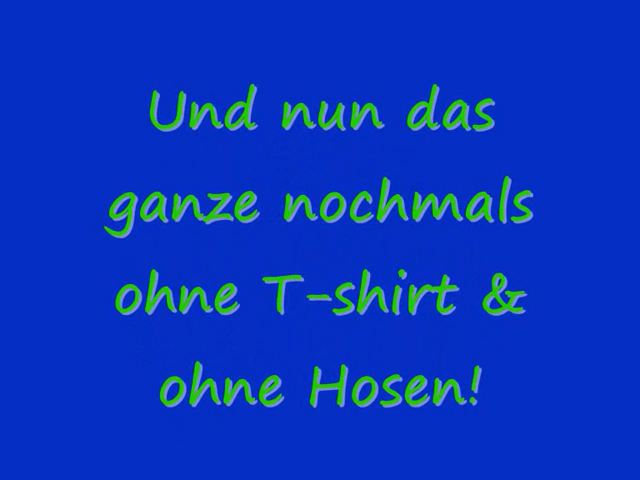 Und nun das
ganze nochmals
ohne T-shirt &
ohne Hosen!